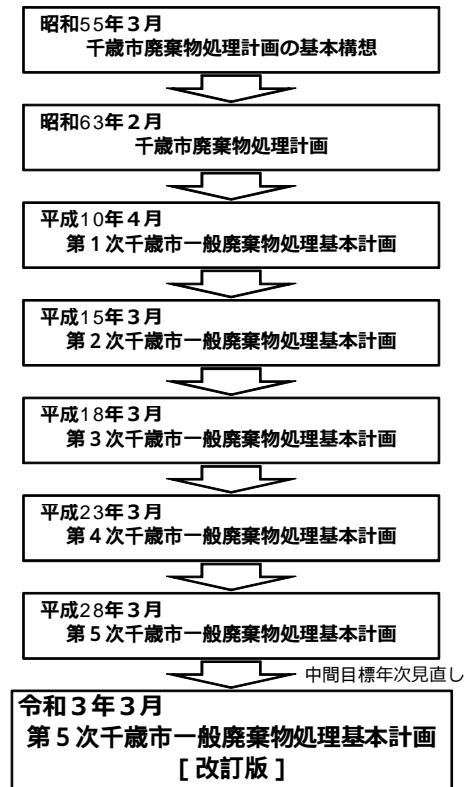 昭和55年３月
千歳市廃棄物処理計画の基本構想
昭和63年２月
千歳市廃棄物処理計画
平成10年４月
第１次千歳市一般廃棄物処理基本計画
平成15年３月
第２次千歳市一般廃棄物処理基本計画
平成18年３月
第３次千歳市一般廃棄物処理基本計画
平成23年３月
第４次千歳市一般廃棄物処理基本計画
平成28年３月
第５次千歳市一般廃棄物処理基本計画
中間目標年次見直し
令和３年３月
第５次千歳市一般廃棄物処理基本計画
［改訂版］